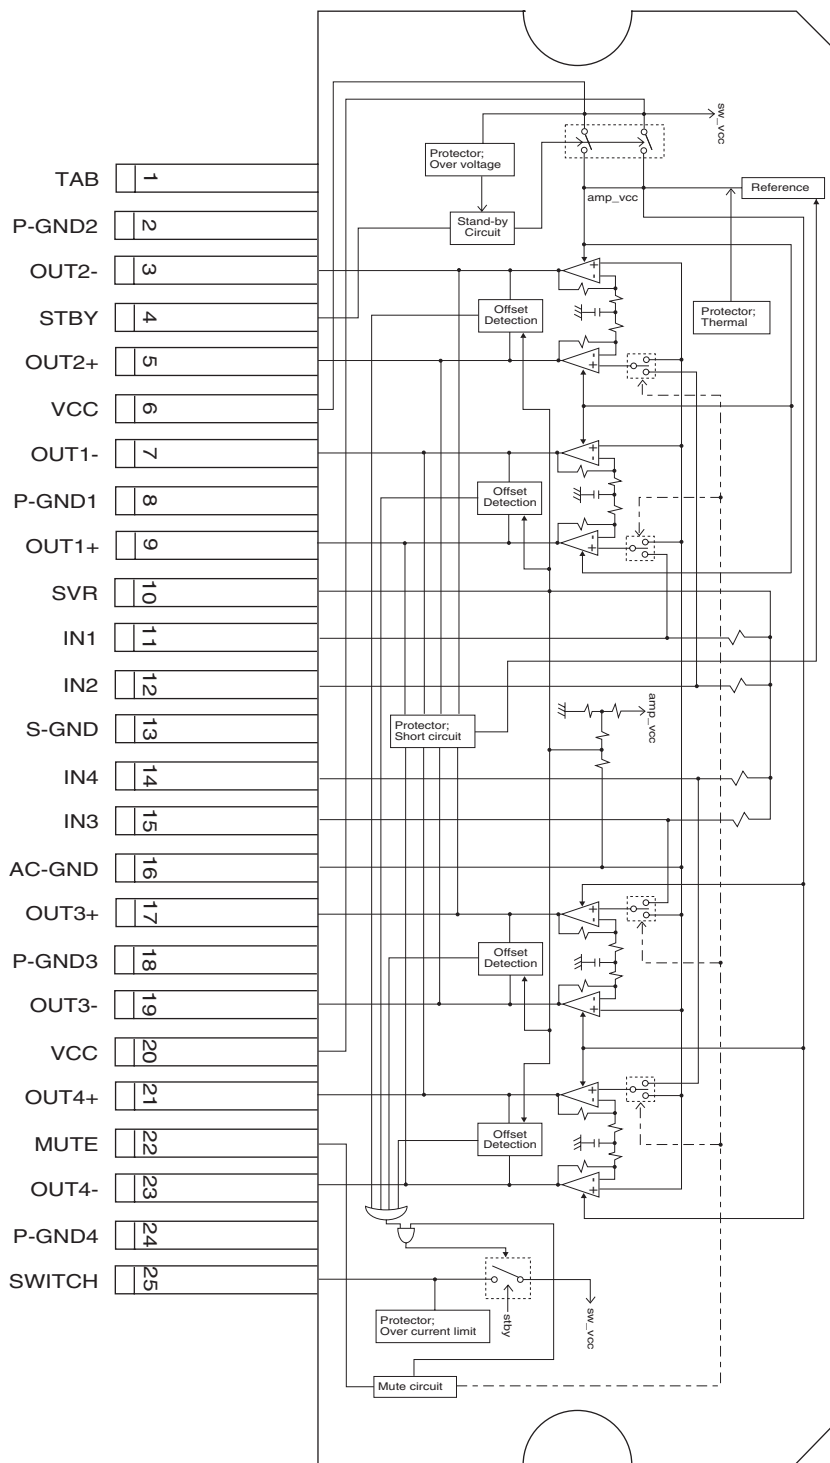 TAB 1
P-GND2 2
OUT2- 3
STBY 4
OUT2+ 5
VCC 6
OUT1- 7
P-GND1 8
OUT1+ 9
SVR 10
IN1 11
IN2 12
S-GND 13
IN4 14
IN3 15
AC-GND 16
OUT3+ 17
P-GND3 18
OUT3- 19
VCC 20
OUT4+ 21
MUTE 22
OUT4- 23
P-GND4 24
SWITCH 25
sw_vcc
Protector;
Over voltage
Reference
amp_vcc
Stand-by
Circuit
+
-
Protector;
Thermal
Offset
Detection
-
+
+
-
Offset
Detection
-
+
amp_vcc
Protector;
Short circuit
+
-
Offset
Detection
-
+
+
-
Offset
Detection
-
+
Protector;
Over current limit
stby
sw_vcc
Mute circuit